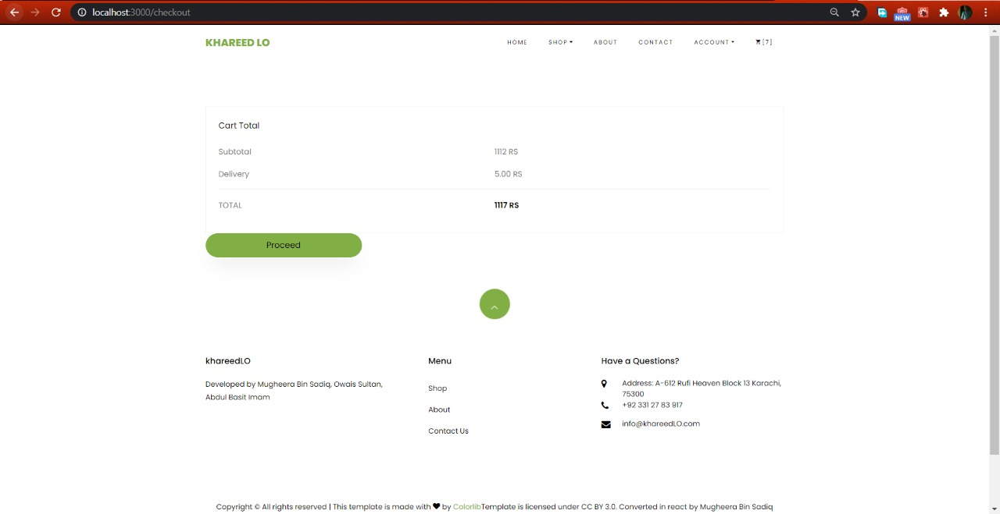 localhost:3000/checkout
NEW
KHAREED LO
HOME SHOP ABOUT CONTACT ACCOUNT [7]
Cart Total
Subtotal 1112 RS
Delivery 5.00 RS
TOTAL 1117 RS
Proceed
khareedLO
Developed by Mugheera Bin Sadiq, Owais Sultan,
Abdul Basit Imam
Menu
Shop
About
Contact Us
Have a Questions?
Address: A-612 Rufi Heaven Block 13 Karachi,
75300
+92 331 27 83 917
info@khareedLO.com
Copyright © All rights reserved | This template is made with ♥ by ColorlibTemplate is licensed under CC BY 3.0. Converted in react by Mugheera Bin Sadiq